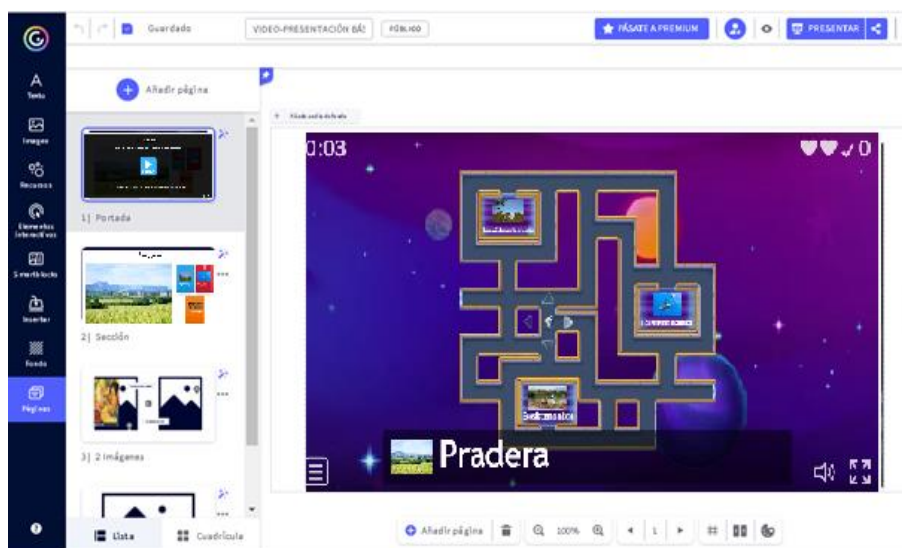 Guardado
VIDEO-PRESENTACIÓN BÁS
PÚBLICO
PÁSATE A PREMIUM
PRESENTAR
Texto
Imagen
Recursos
Elementos
interactivos
Smartblocks
Insertar
Fondo
Páginas
Añadir página
1| Portada
2| Sección
3| 2 Imágenes
Lista
Cuadrícula
0:03
0
Pradera
Añadir página
100%
1